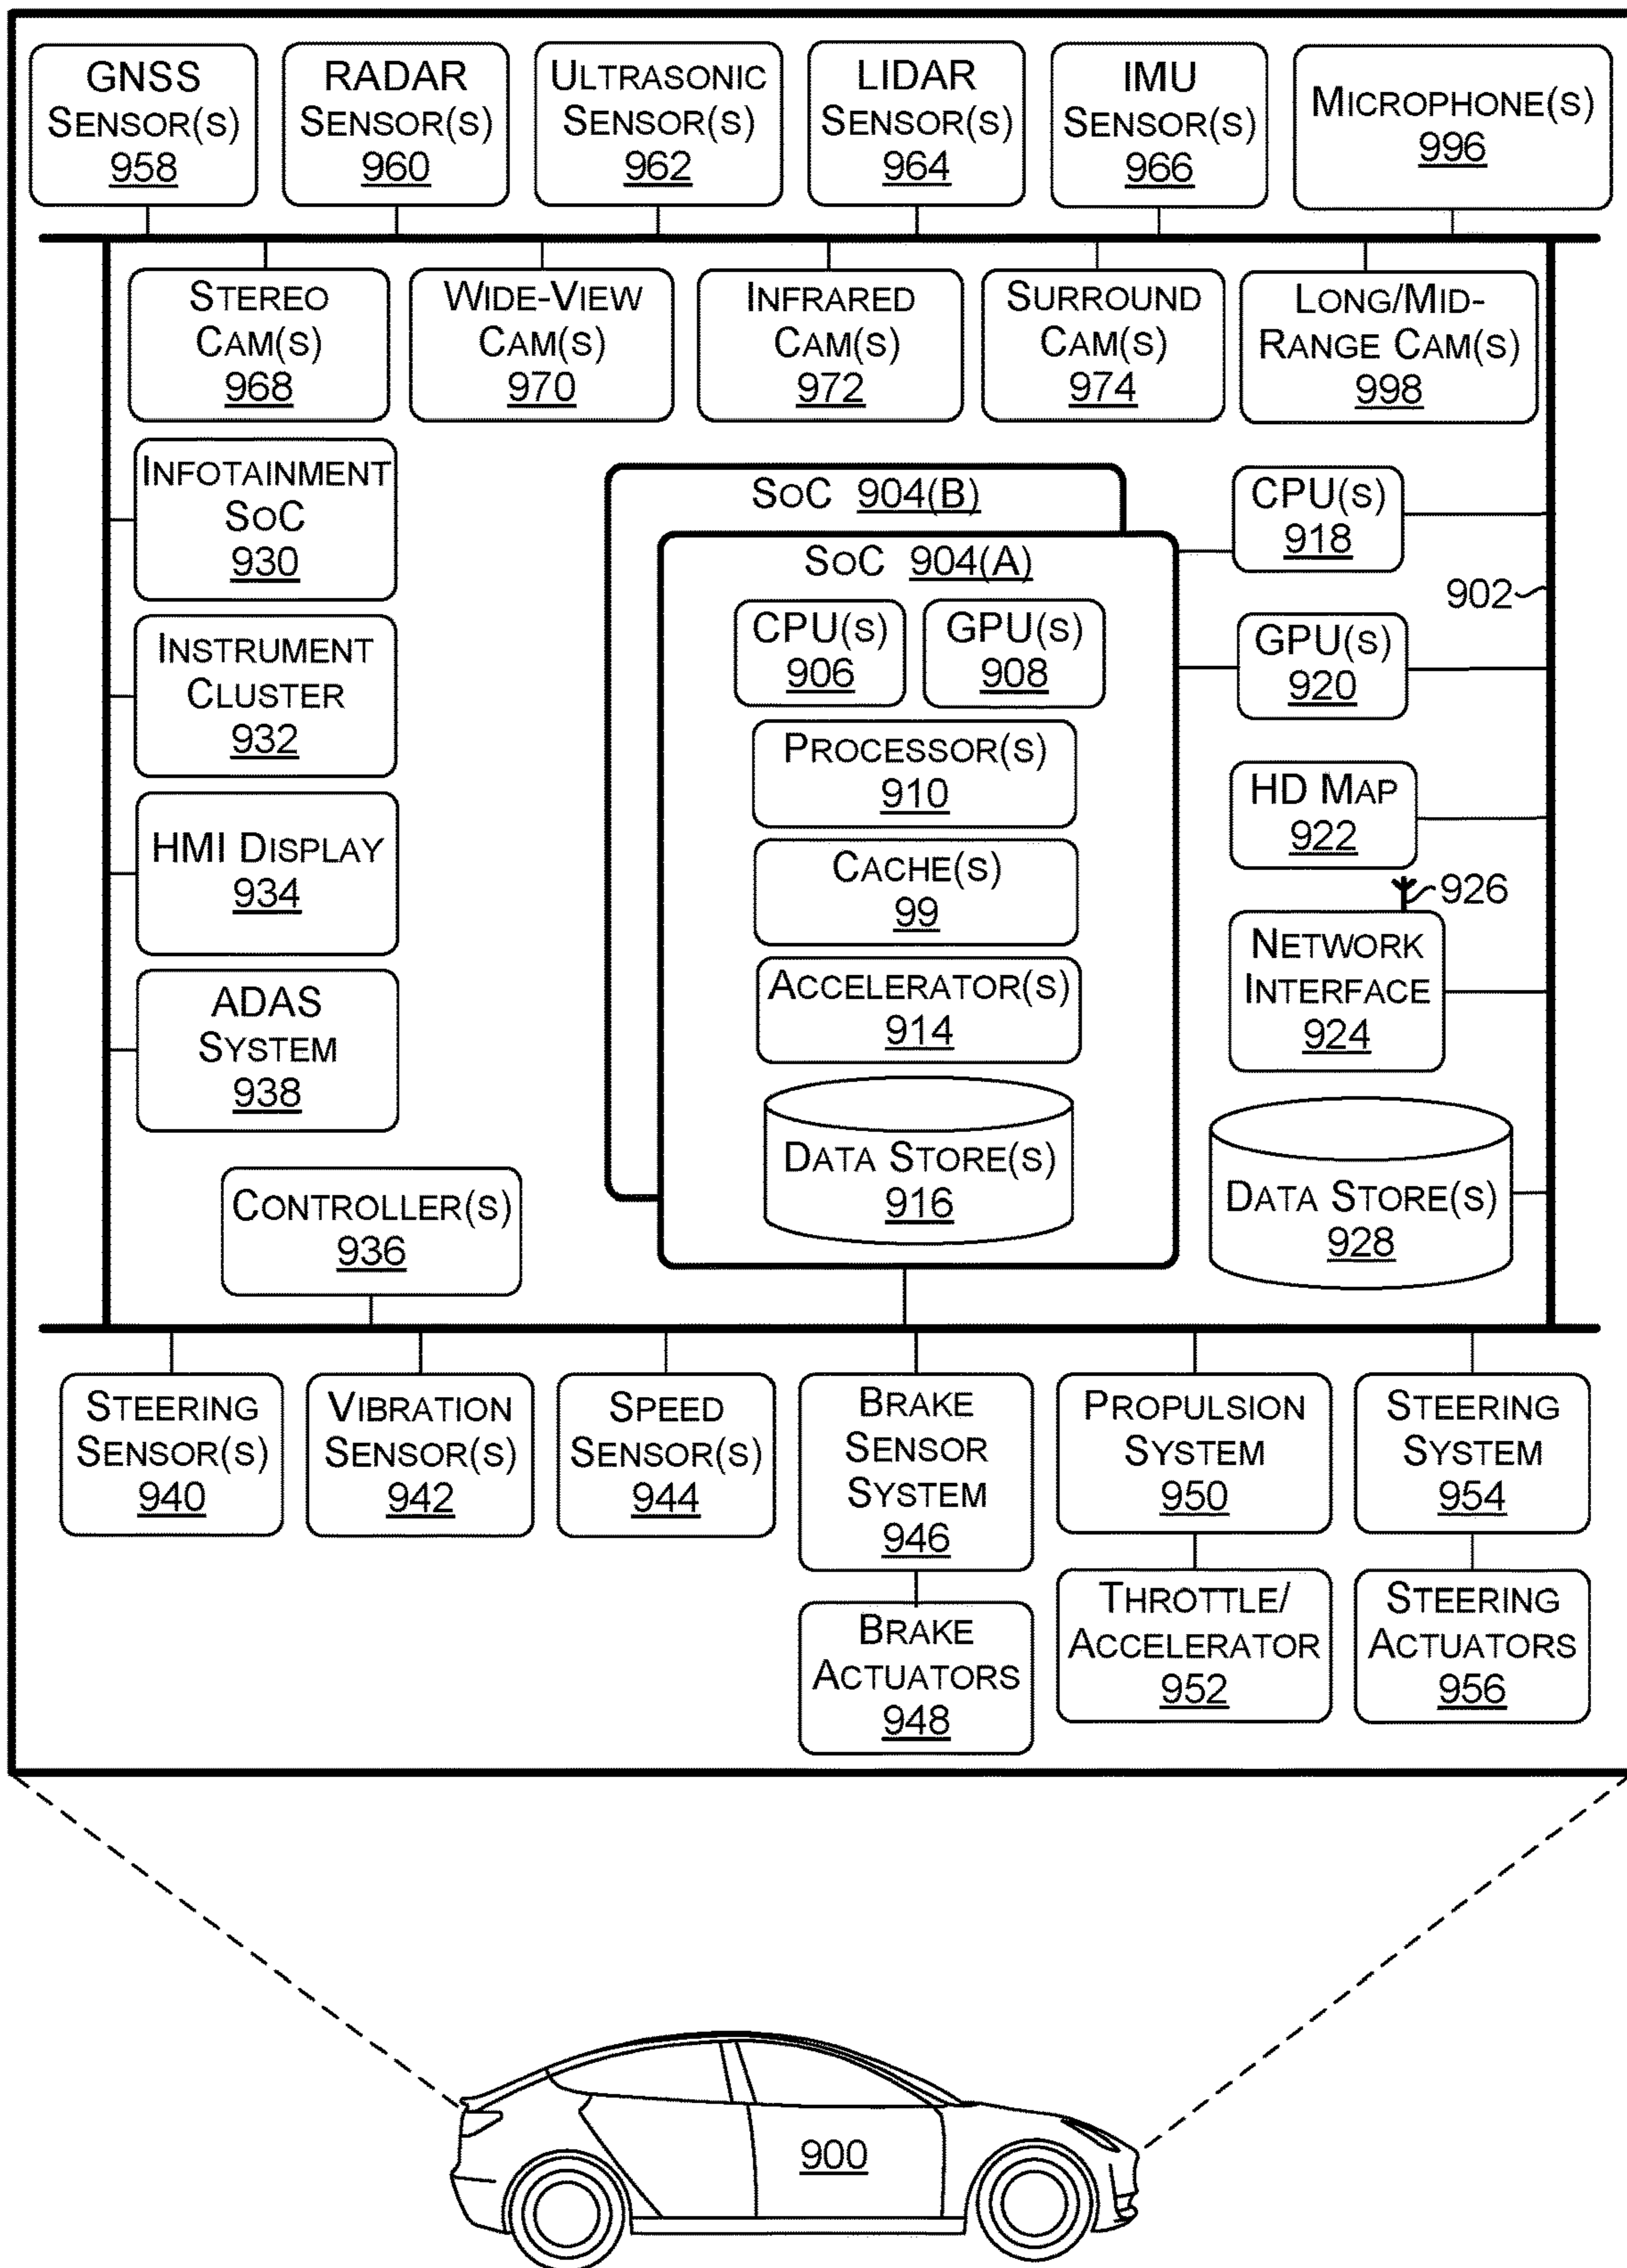 GNSS
SENSOR(S)
958
RADAR
SENSOR(S)
960
ULTRASONIC
SENSOR(S)
962
LIDAR
SENSOR(S)
964
IMU
SENSOR(S)
966
MICROPHONE(S)
996
STEREO
CAM(S)
968
WIDE-VIEW
CAM(S)
970
INFRARED
CAM(S)
972
SURROUND
CAM(S)
974
LONG/MID-
RANGE CAM(S)
998
INFOTAINMENT
SOC
930
INSTRUMENT
CLUSTER
932
HMI DISPLAY
934
ADAS
SYSTEM
938
CONTROLLER(S)
936
SOC 904(B)
SOC 904(A)
CPU(S)
906
GPU(S)
908
PROCESSOR(S)
910
CACHE(S)
99
ACCELERATOR(S)
914
DATA STORE(S)
916
CPU(S)
918
902
GPU(S)
920
HD MAP
922
926
NETWORK
INTERFACE
924
DATA STORE(S)
928
STEERING
SENSOR(S)
940
VIBRATION
SENSOR(S)
942
SPEED
SENSOR(S)
944
BRAKE
SENSOR
SYSTEM
946
BRAKE
ACTUATORS
948
PROPULSION
SYSTEM
950
THROTTLE/
ACCELERATOR
952
STEERING
SYSTEM
954
STEERING
ACTUATORS
956
900